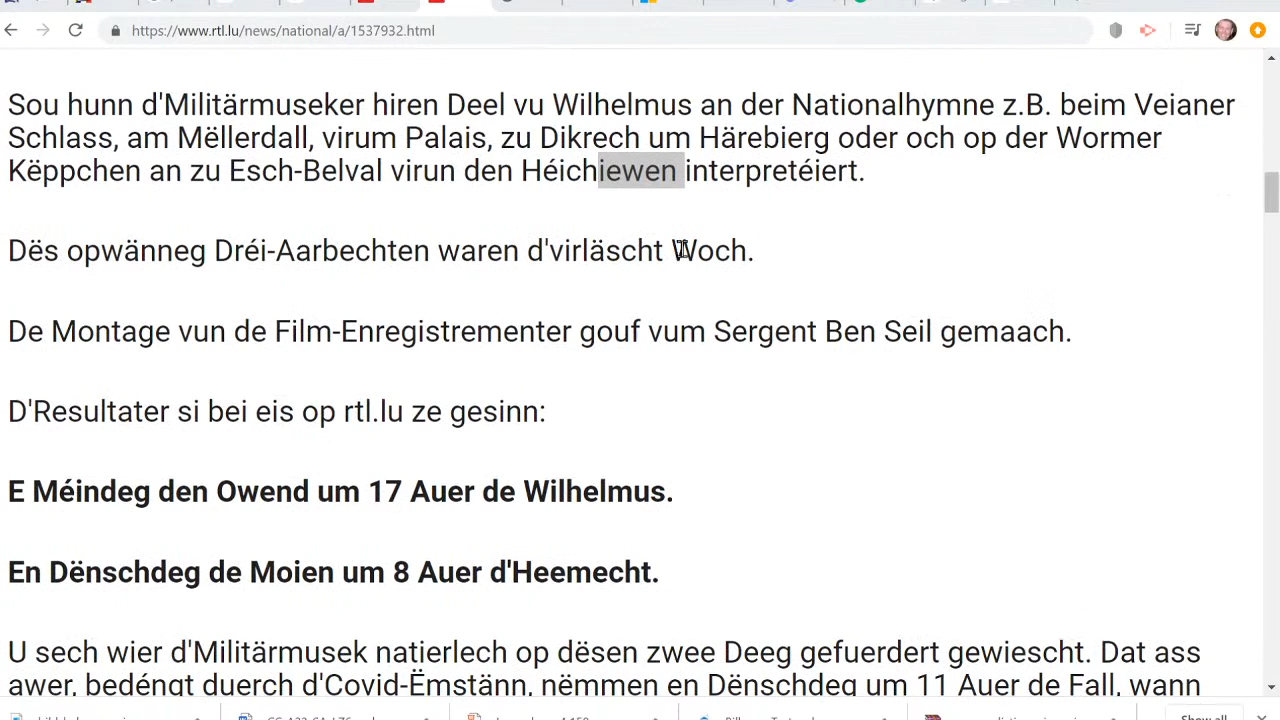 https://www.rtl.lu/news/national/a/1537932.html
Sou hunn d'Militärmuseker hiren Deel vu Wilhelmus an der Nationalhymne z.B. beim Veianer
Schlass, am Mëllerdall, virum Palais, zu Dikrech um Härebierg oder och op der Wormer
Këppchen an zu Esch-Belval virun den Héichiewen interpretéiert.
Dës opwänneg Dréi-Aarbechten waren d'virläscht Woch.
De Montage vun de Film-Enregistrementer gouf vum Sergent Ben Seil gemaach.
D'Resultater si bei eis op rtl.lu ze gesinn:
E Méindeg den Owend um 17 Auer de Wilhelmus.
En Dënschdeg de Moien um 8 Auer d'Heemecht.
U sech wier d'Militärmusek natierlech op dësen zwee Deeg gefuerdert gewiescht. Dat ass
awer, bedéngt duerch d'Covid-Ëmstänn, nëmmen en Dënschdeg um 11 Auer de Fall, wann
Show all